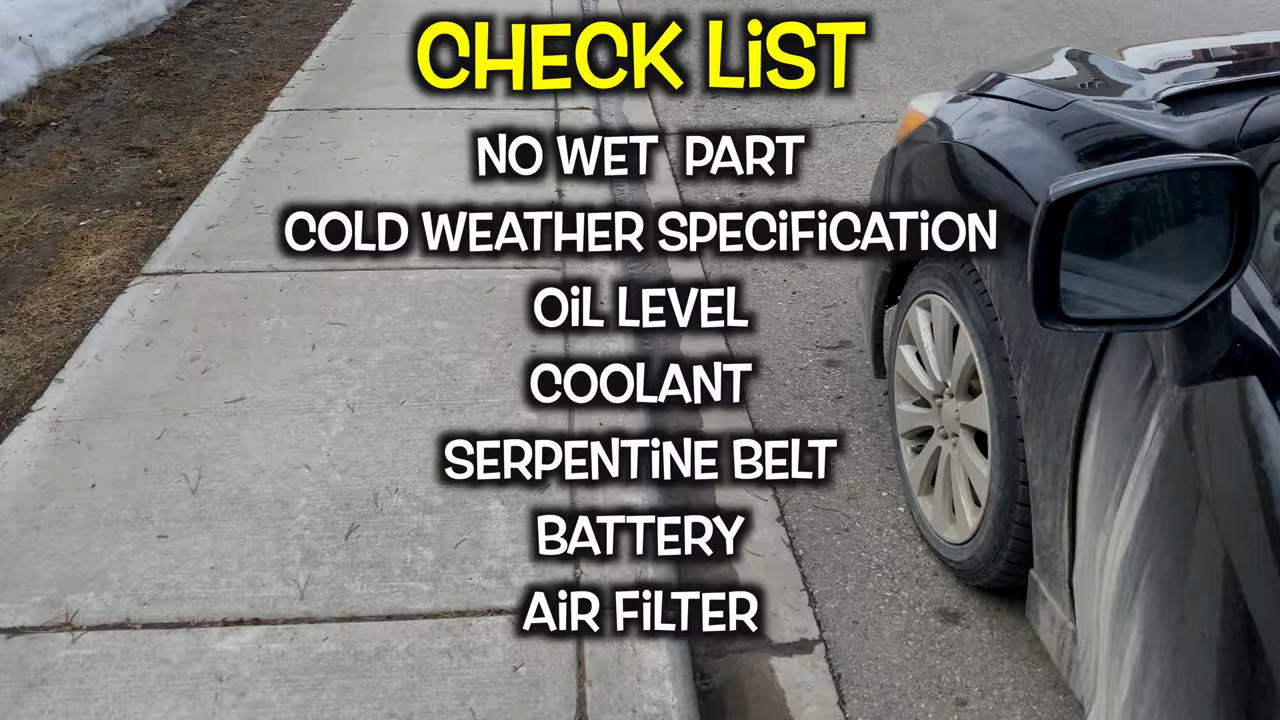 CHECK LiST
NO WET PART
COLD WEATHER SPECiFiCATiON
OiL LEVEL
COOLANT
SERPENTiNE BELT
BATTERY
AiR FiLTER